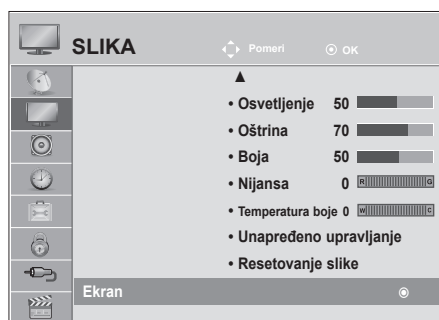 SLIKA Pomeri OK
• Osvetljenje 50
• Oštrina 70
• Boja 50
• Nijansa 0 R G
• Temperatura boje 0 W C
• Unapređeno upravljanje
• Resetovanje slike
Ekran